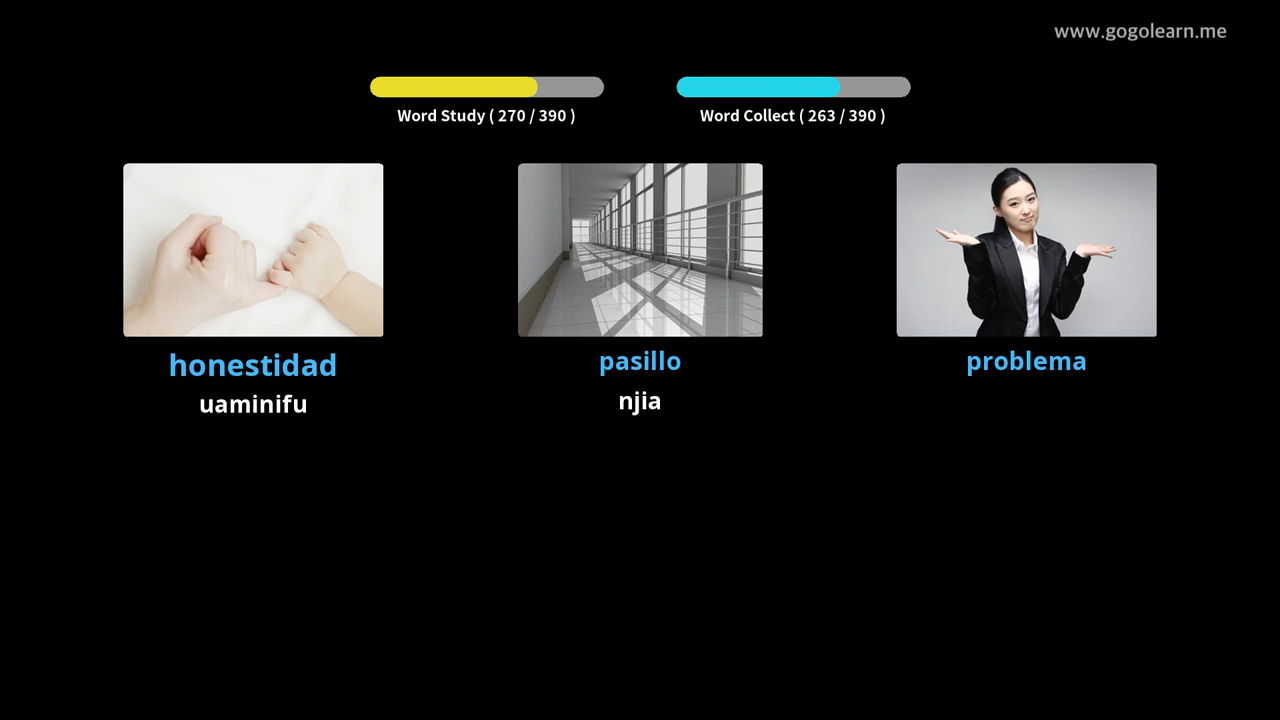 www.gogolearn.me
Word Study ( 270 / 390 )
Word Collect ( 263 / 390 )
honestidad
pasillo
problema
uaminifu
njia